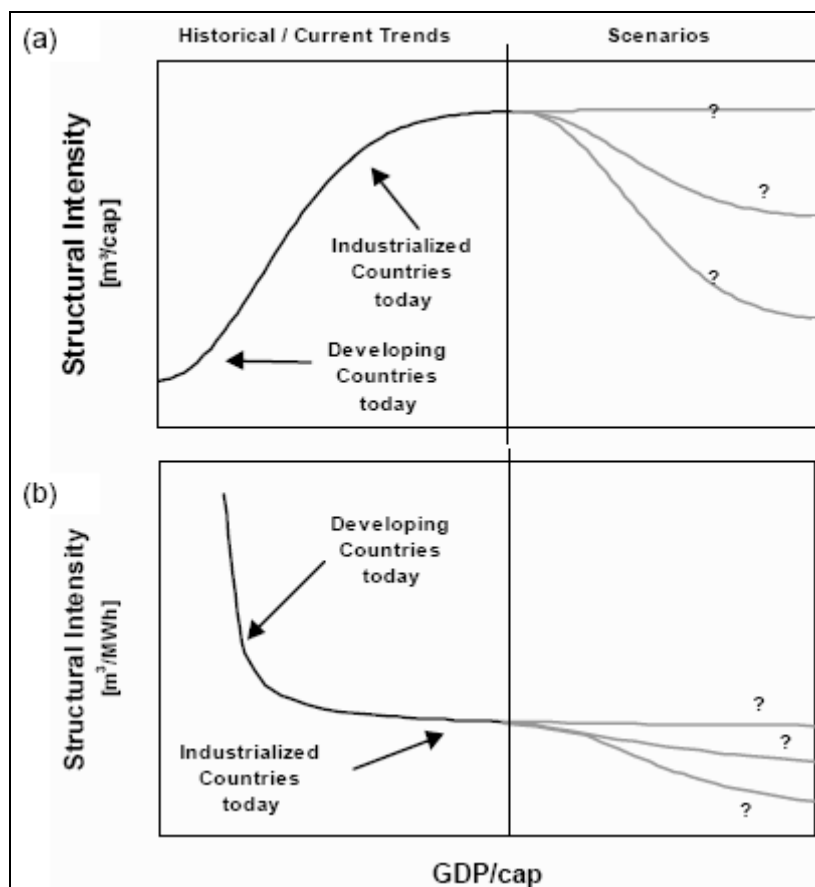 (a)
Historical / Current Trends
Scenarios
Structural Intensity
[m³/cap]
?
?
?
Industrialized
Countries
today
Developing
Countries
today
(b)
Structural Intensity
[m³/MWh]
Developing
Countries
today
?
?
?
Industrialized
Countries
today
GDP/cap